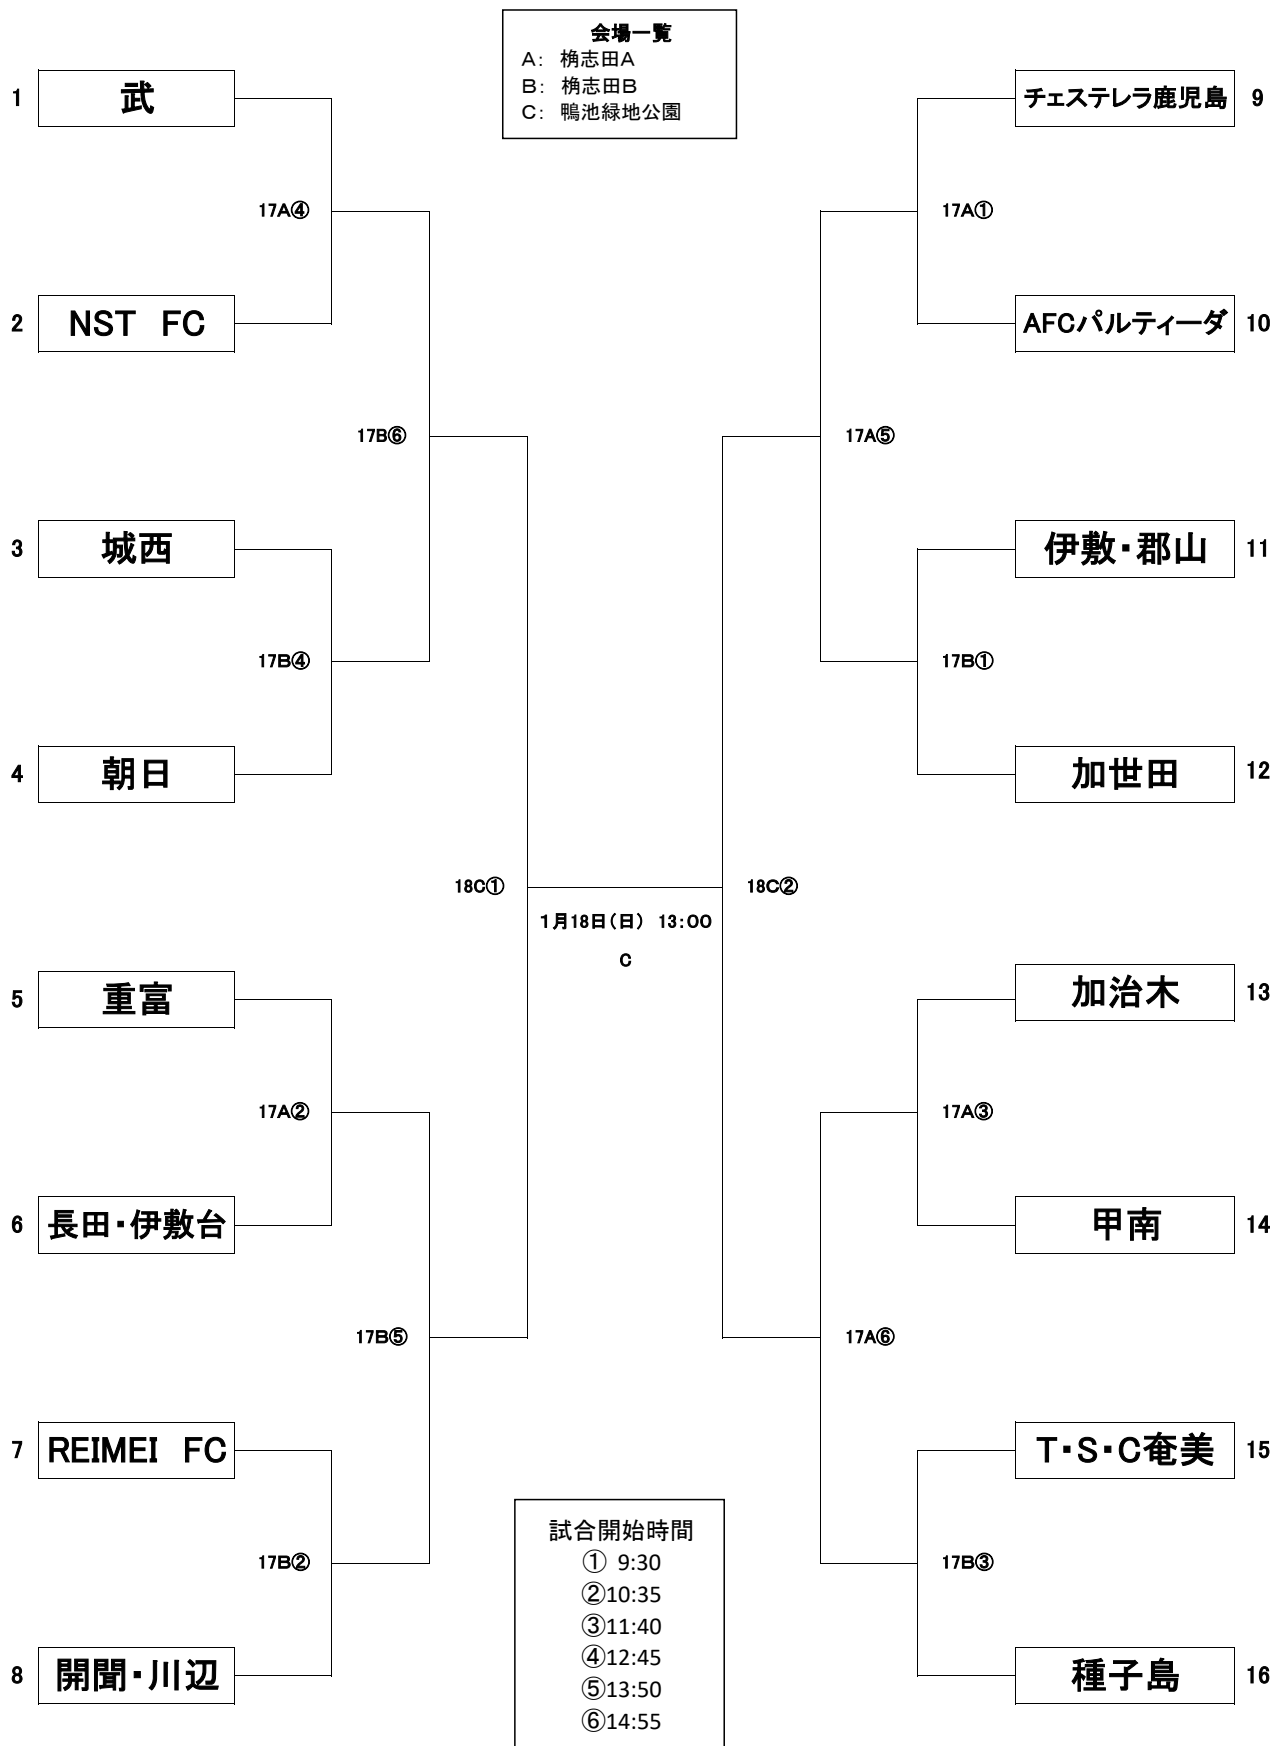 会場一覧
A： 桷志田A
B： 桷志田B
C： 鴨池緑地公園
1 武
チェステレラ鹿児島 9
17A④
17A①
2 NST FC
AFCパルティーダ 10
17B⑥
17A⑤
3 城西
伊敷・郡山 11
17B④
17B①
4 朝日
加世田 12
18C①
18C②
1月18日（日） 13：00
C
5 重富
加治木 13
17A②
17A③
6 長田・伊敷台
甲南 14
17B⑤
17A⑥
7 REIMEI FC
T・S・C奄美 15
17B②
17B③
8 開聞・川辺
種子島 16
試合開始時間
① 9:30
②10:35
③11:40
④12:45
⑤13:50
⑥14:55